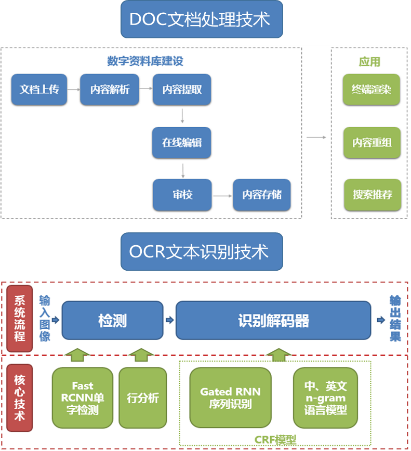 DOC文档处理技术
数字资料库建设
应用
文档上传
内容解析
内容提取
终端渲染
在线编辑
内容重组
审校
内容存储
搜索推荐
OCR文本识别技术
系统流程
输入图像
检测
识别解码器
输出结果
核心技术
Fast
RCNN单
字检测
行分析
Gated RNN
序列识别
中、英文
n-gram
语言模型
CRF模型